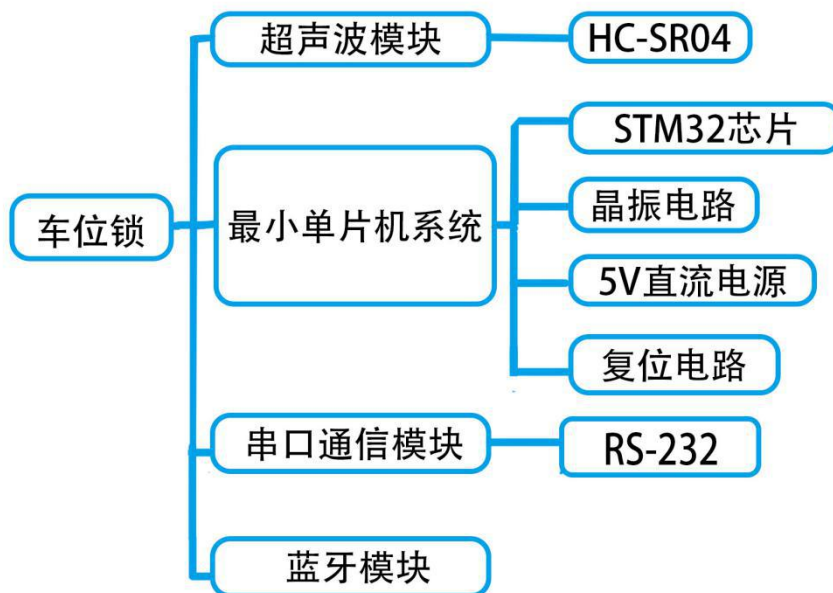 超声波模块
HC-SR04
车位锁
最小单片机系统
STM32芯片
晶振电路
5V直流电源
复位电路
串口通信模块
RS-232
蓝牙模块